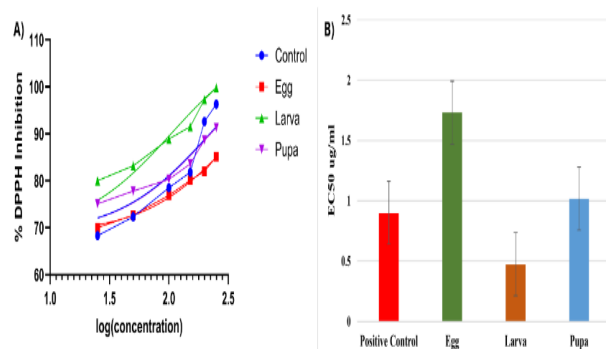 A)
% DPPH Inhibition
110
100
90
80
70
60
1.0
1.5
2.0
2.5
log(concentration)
Control
Egg
Larva
Pupa
B)
EC50 ug/ml
2.5
2
1.5
1
0.5
0
Positive Control
Egg
Larva
Pupa